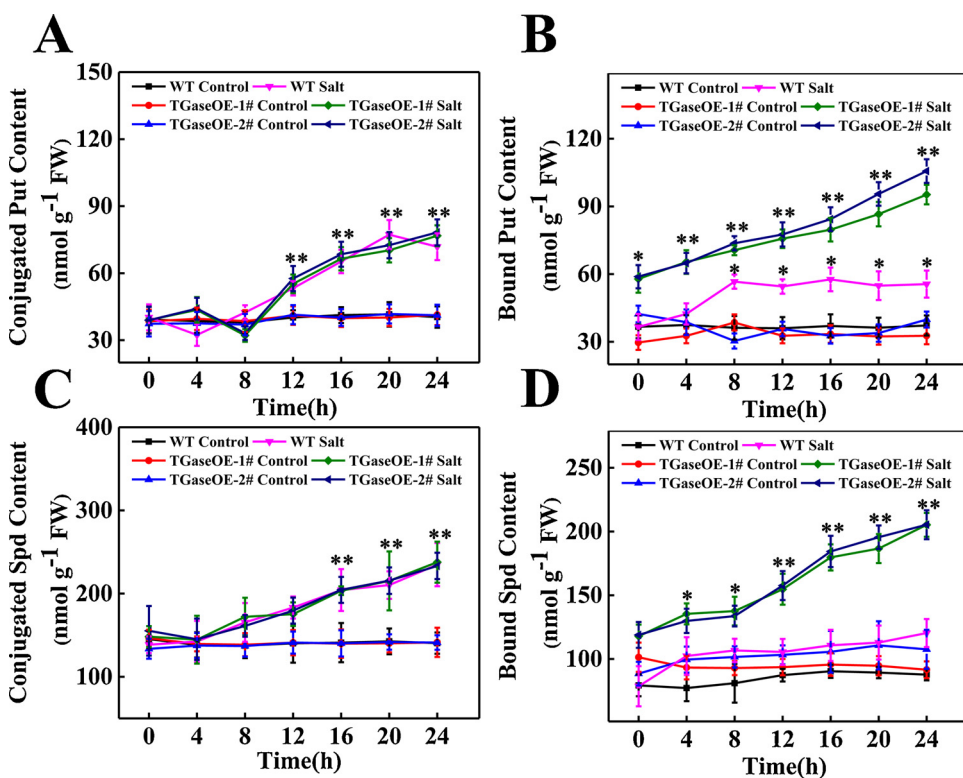 A
Conjugated Put Content
(nmol g⁻¹ FW)
150
120
90
60
30
WT Control WT Salt
TGaseOE-1# Control TGaseOE-1# Salt
TGaseOE-2# Control TGaseOE-2# Salt
** ** ** **
0 4 8 12 16 20 24
Time(h)
B
Bound Put Content
(nmol g⁻¹ FW)
120
90
60
30
WT Control WT Salt
TGaseOE-1# Control TGaseOE-1# Salt
TGaseOE-2# Control TGaseOE-2# Salt
* ** ** ** ** ** **
* * * * *
0 4 8 12 16 20 24
Time(h)
C
Conjugated Spd Content
(nmol g⁻¹ FW)
400
300
200
100
WT Control WT Salt
TGaseOE-1# Control TGaseOE-1# Salt
TGaseOE-2# Control TGaseOE-2# Salt
** ** **
0 4 8 12 16 20 24
Time(h)
D
Bound Spd Content
(nmol g⁻¹ FW)
250
200
150
100
WT Control WT Salt
TGaseOE-1# Control TGaseOE-1# Salt
TGaseOE-2# Control TGaseOE-2# Salt
* * ** ** ** **
0 4 8 12 16 20 24
Time(h)